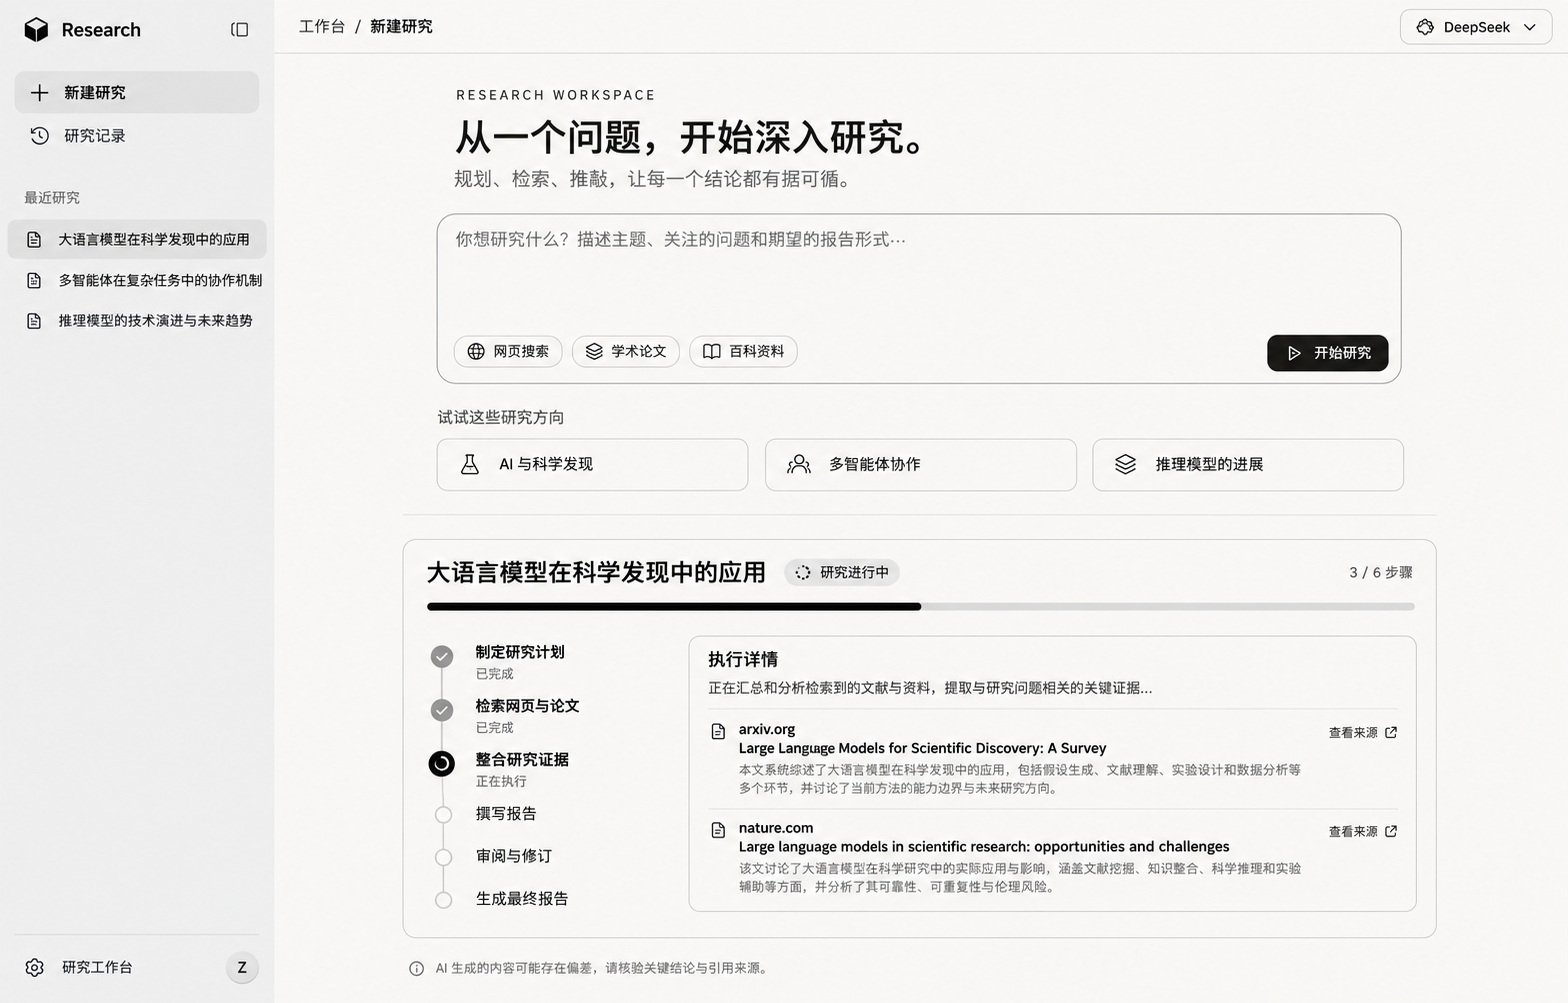 Research
新建研究
研究记录
最近研究
大语言模型在科学发现中的应用
多智能体在复杂任务中的协作机制
推理模型的技术演进与未来趋势
研究工作台
Z
工作台 / 新建研究
DeepSeek
RESEARCH WORKSPACE
从一个问题，开始深入研究。
规划、检索、推敲，让每一个结论都有据可循。
你想研究什么？描述主题、关注的问题和期望的报告形式…
网页搜索
学术论文
百科资料
开始研究
试试这些研究方向
AI 与科学发现
多智能体协作
推理模型的进展
大语言模型在科学发现中的应用
研究进行中
3 / 6 步骤
制定研究计划
已完成
检索网页与论文
已完成
整合研究证据
正在执行
撰写报告
审阅与修订
生成最终报告
执行详情
正在汇总和分析检索到的文献与资料，提取与研究问题相关的关键证据...
arxiv.org
查看来源
Large Language Models for Scientific Discovery: A Survey
本文系统综述了大语言模型在科学发现中的应用，包括假设生成、文献理解、实验设计和数据分析等
多个环节，并讨论了当前方法的能力边界与未来研究方向。
nature.com
查看来源
Large language models in scientific research: opportunities and challenges
该文讨论了大语言模型在科学研究中的实际应用与影响，涵盖文献挖掘、知识整合、科学推理和实验
辅助等方面，并分析了其可靠性、可重复性与伦理风险。
AI 生成的内容可能存在偏差，请核验关键结论与引用来源。